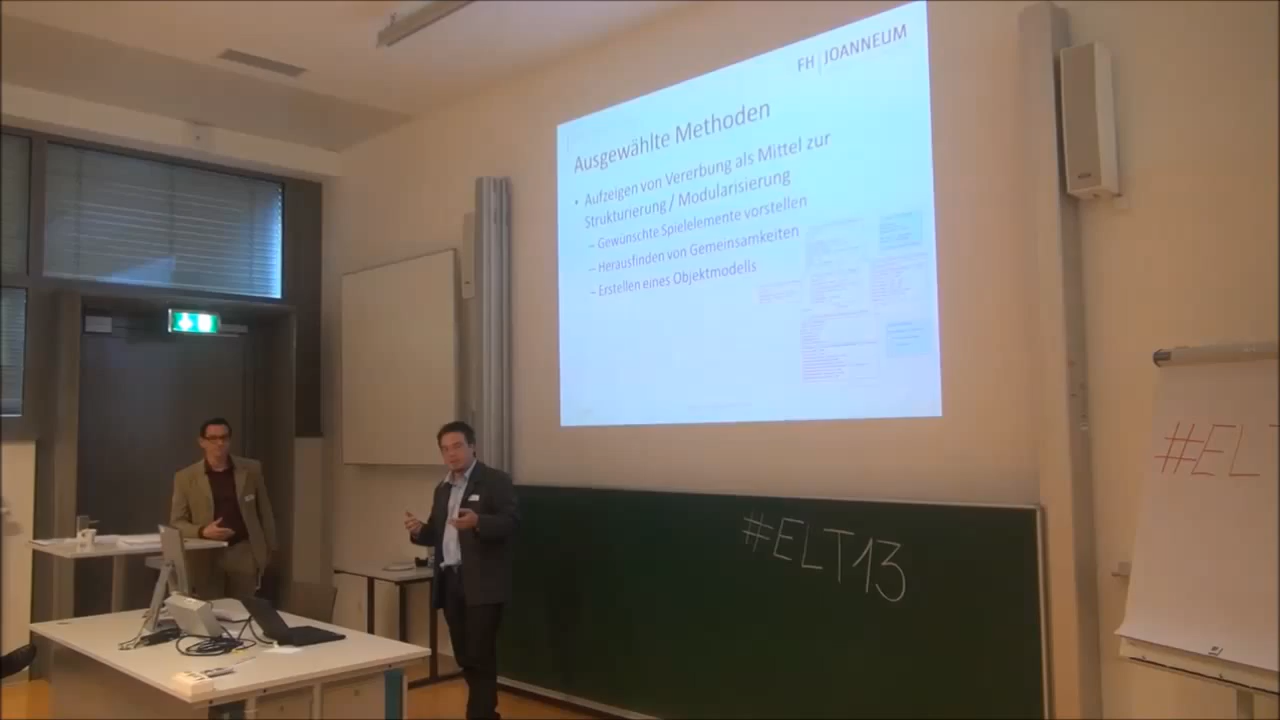 FH | JOANNEUM
Ausgewählte Methoden
• Aufzeigen von Vererbung als Mittel zur
Strukturierung / Modularisierung
– Gewünschte Spielelemente vorstellen
– Herausfinden von Gemeinsamkeiten
– Erstellen eines Objektmodells
#ELT13
#ELT